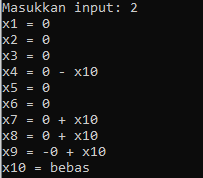 Masukkan input: 2
x1 = 0
x2 = 0
x3 = 0
x4 = 0 - x10
x5 = 0
x6 = 0
x7 = 0 + x10
x8 = 0 + x10
x9 = -0 + x10
x10 = bebas